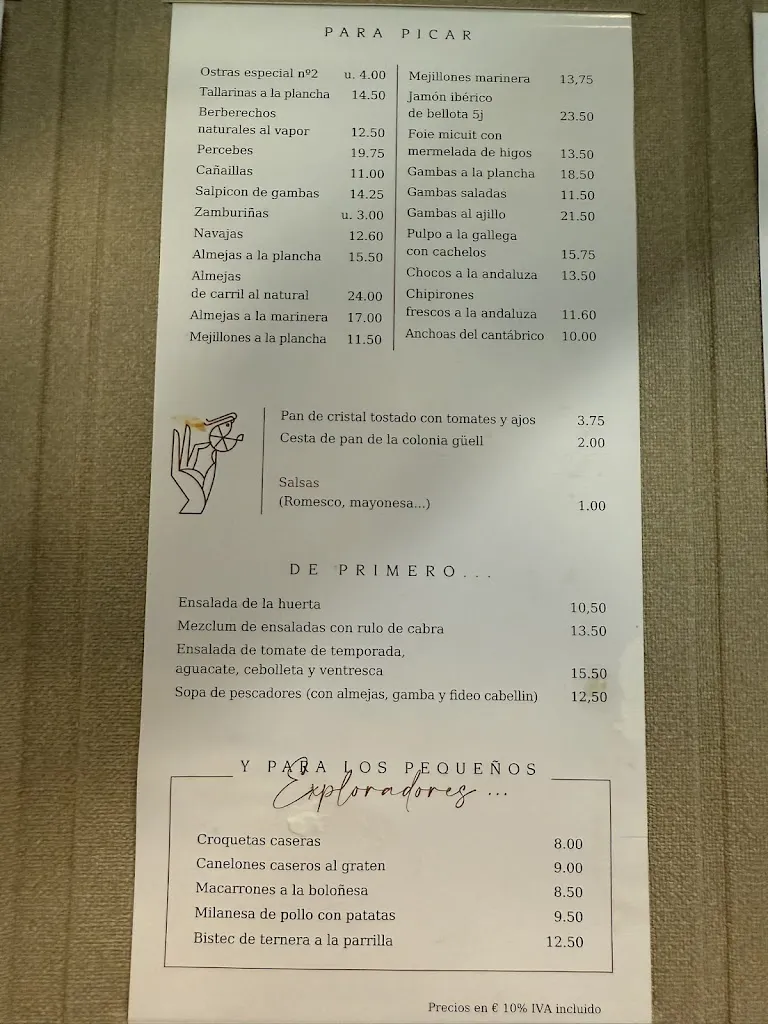 PARA PICAR
Ostras especial nº2 u. 4.00
Tallarinas a la plancha 14.50
Berberechos
naturales al vapor 12.50
Percebes 19.75
Cañaillas 11.00
Salpicon de gambas 14.25
Zamburiñas u. 3.00
Navajas 12.60
Almejas a la plancha 15.50
Almejas
de carril al natural 24.00
Almejas a la marinera 17.00
Mejillones a la plancha 11.50
Mejillones marinera 13,75
Jamón ibérico
de bellota 5j 23.50
Foie micuit con
mermelada de higos 13.50
Gambas a la plancha 18.50
Gambas saladas 11.50
Gambas al ajillo 21.50
Pulpo a la gallega
con cachelos 15.75
Chocos a la andaluza 13.50
Chipirones
frescos a la andaluza 11.60
Anchoas del cantábrico 10.00
Pan de cristal tostado con tomates y ajos 3.75
Cesta de pan de la colonia güell 2.00
Salsas
(Romesco, mayonesa...) 1.00
DE PRIMERO...
Ensalada de la huerta 10,50
Mezclum de ensaladas con rulo de cabra 13.50
Ensalada de tomate de temporada,
aguacate, cebolleta y ventresca 15.50
Sopa de pescadores (con almejas, gamba y fideo cabellin) 12,50
Y PARA LOS PEQUEÑOS
Exploradores ...
Croquetas caseras 8.00
Canelones caseros al graten 9.00
Macarrones a la boloñesa 8.50
Milanesa de pollo con patatas 9.50
Bistec de ternera a la parrilla 12.50
Precios en € 10% IVA incluido